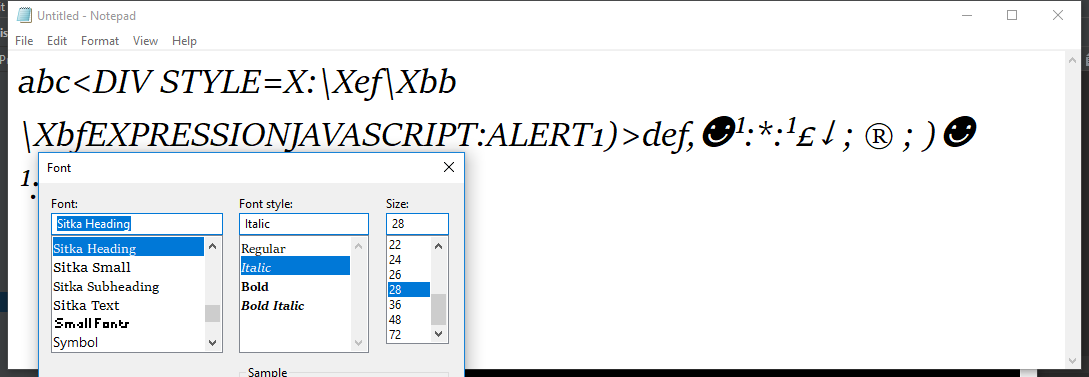 Untitled - Notepad
File Edit Format View Help
abc<DIV STYLE=X:\Xef\Xbb
\XbfEXPRESSIONJAVASCRIPT:ALERT1)>def,☻¹:*:¹£↓; ® ; )☻
¹:
Font
Font: Font style: Size:
Sitka Heading Italic 28
Sitka Heading Regular 22
Sitka Small Italic 24
Sitka Subheading Bold 26
Sitka Text Bold Italic 28
Small Fonts 36
Symbol 48
72
Sample